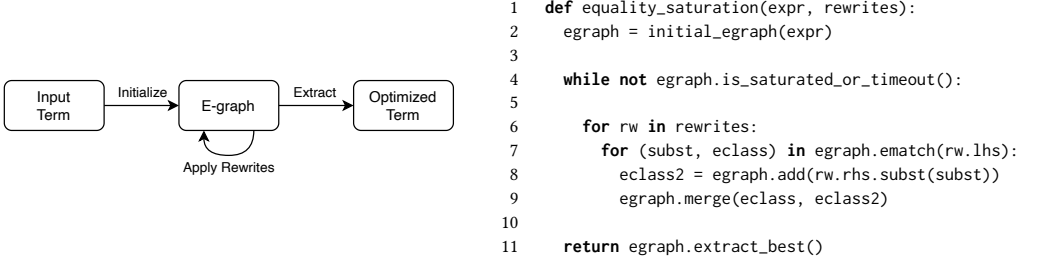 Input
Term
Initialize
E-graph
Extract
Optimized
Term
Apply Rewrites
1 def equality_saturation(expr, rewrites):
2   egraph = initial_egraph(expr)
3
4   while not egraph.is_saturated_or_timeout():
5
6     for rw in rewrites:
7       for (subst, eclass) in egraph.ematch(rw.lhs):
8         eclass2 = egraph.add(rw.rhs.subst(subst))
9         egraph.merge(eclass, eclass2)
10
11   return egraph.extract_best()